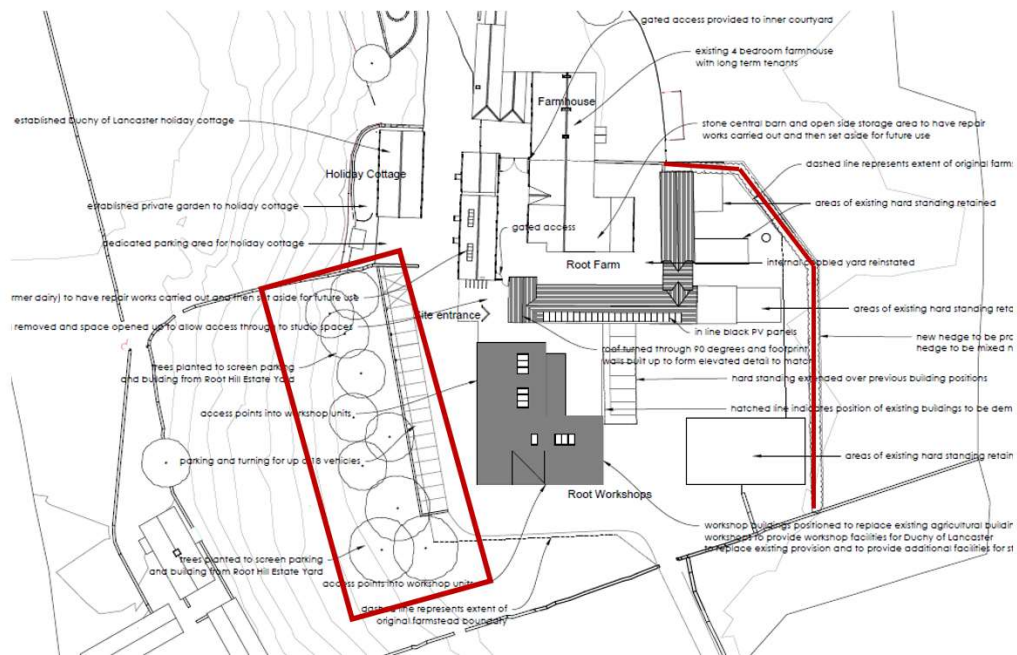 gated access provided to inner courtyard
existing 4 bedroom farmhouse
with long term tenants
Farmhouse
established Duchy of Lancaster holiday cottage
stone central barn and open side storage area to have repair
works carried out and then set aside for future use
Holiday Cottage
dashed line represents extent of original farms
established private garden to holiday cottage
areas of existing hard standing retained
gated access
dedicated parking area for holiday cottage
Root Farm
internal cobbled yard reinstated
rmer dairy) to have repair works carried out and then set aside for future use
site entrance
areas of existing hard standing reta
removed and space opened up to allow access through to studio spaces
in line black PV panels
new hedge to be pro
hedge to be mixed n
roof turned through 90 degrees and footprint
walls built up to form elevated detail to match
trees planted to screen parking
and building from Root Hill Estate Yard
hard standing extended over previous building positions
access points into workshop units
hatched line indicates position of existing buildings to be dem
parking and turning for up to 18 vehicles
areas of existing hard standing retain
Root Workshops
workshop buildings positioned to replace existing agricultural buildin
workshops to provide workshop facilities for Duchy of Lancaster
to replace existing provision and to provide additional facilities for st
trees planted to screen parking
and building from Root Hill Estate Yard
access points into workshop units
dashed line represents extent of
original farmstead boundary